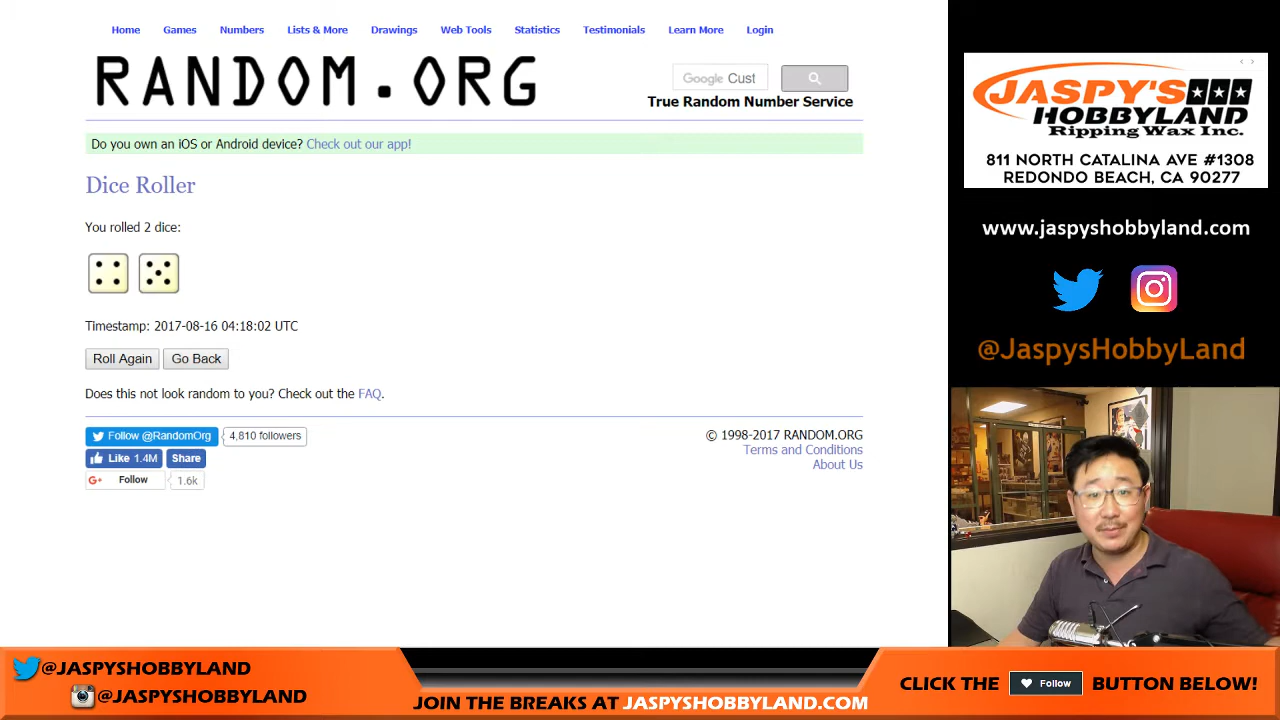 Home Games Numbers Lists & More Drawings Web Tools Statistics Testimonials Learn More Login
RANDOM.ORG
Google Cust
True Random Number Service
Do you own an iOS or Android device? Check out our app!
Dice Roller
You rolled 2 dice:
Timestamp: 2017-08-16 04:18:02 UTC
Roll Again Go Back
Does this not look random to you? Check out the FAQ.
Follow @RandomOrg 4,810 followers
Like 1.4M Share
G+ Follow 1.6k
© 1998-2017 RANDOM.ORG
Terms and Conditions
About Us
JASPY'S
HOBBYLAND
Ripping Wax Inc.
811 NORTH CATALINA AVE #1308
REDONDO BEACH, CA 90277
www.jaspyshobbyland.com
@JaspysHobbyLand
@JASPYSHOBBYLAND
@JASPYSHOBBYLAND
JOIN THE BREAKS AT JASPYSHOBBYLAND.COM
CLICK THE Follow BUTTON BELOW!